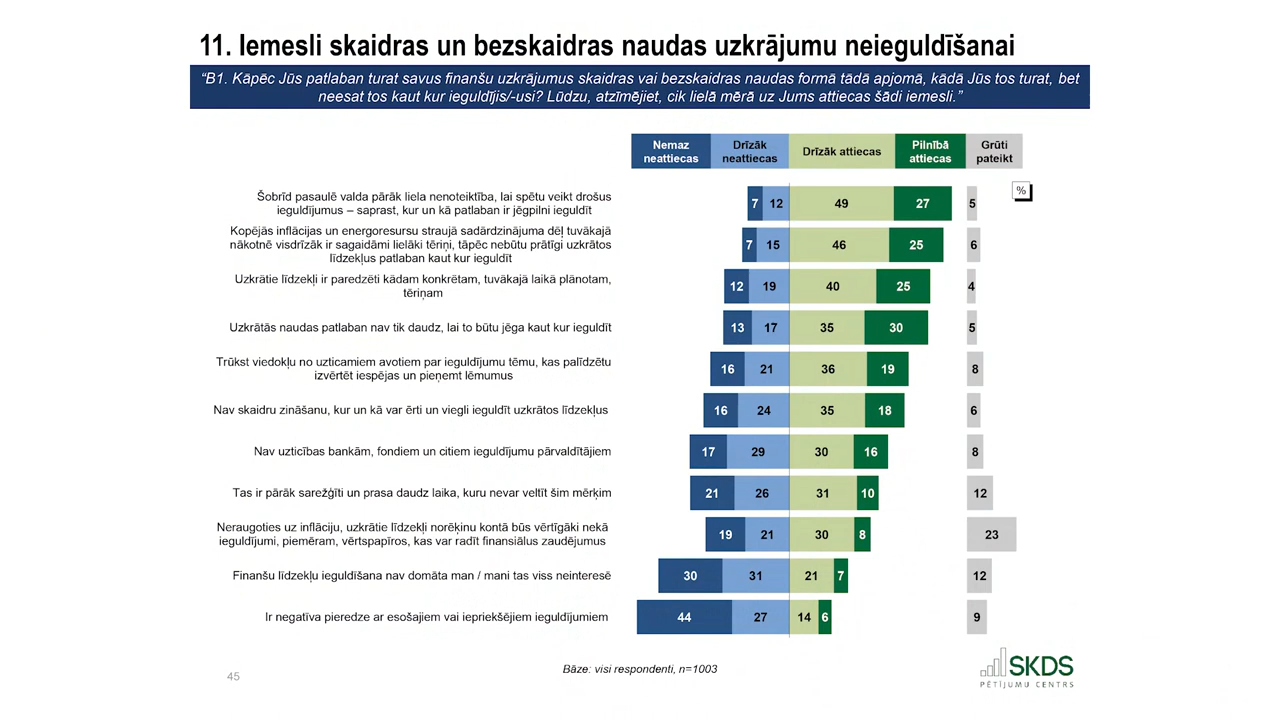 11. Iemesli skaidras un bezskaidras naudas uzkrājumu neieguldīšanai
“B1. Kāpēc Jūs patlaban turat savus finanšu uzkrājumus skaidras vai bezskaidras naudas formā tādā apjomā, kādā Jūs tos turat, bet
neesat tos kaut kur ieguldījis/-usi? Lūdzu, atzīmējiet, cik lielā mērā uz Jums attiecas šādi iemesli.”
Nemaz
neattiecas
Drīzāk
neattiecas
Drīzāk attiecas
Pilnībā
attiecas
Grūti
pateikt
%
Šobrīd pasaulē valda pārāk liela nenoteiktība, lai spētu veikt drošus
ieguldījumus – saprast, kur un kā patlaban ir jēgpilni ieguldīt
7 12 49 27 5
Kopējās inflācijas un energoresursu straujā sadārdzinājuma dēļ tuvākajā
nākotnē visdrīzāk ir sagaidāmi lielāki tēriņi, tāpēc nebūtu prātīgi uzkrātos
līdzekļus patlaban kaut kur ieguldīt
7 15 46 25 6
Uzkrātie līdzekļi ir paredzēti kādam konkrētam, tuvākajā laikā plānotam,
tēriņam
12 19 40 25 4
Uzkrātās naudas patlaban nav tik daudz, lai to būtu jēga kaut kur ieguldīt
13 17 35 30 5
Trūkst viedokļu no uzticamiem avotiem par ieguldījumu tēmu, kas palīdzētu
izvērtēt iespējas un pieņemt lēmumus
16 21 36 19 8
Nav skaidru zināšanu, kur un kā var ērti un viegli ieguldīt uzkrātos līdzekļus
16 24 35 18 6
Nav uzticības bankām, fondiem un citiem ieguldījumu pārvaldītājiem
17 29 30 16 8
Tas ir pārāk sarežģīti un prasa daudz laika, kuru nevar veltīt šim mērķim
21 26 31 10 12
Neraugoties uz inflāciju, uzkrātie līdzekļi norēķinu kontā būs vērtīgāki nekā
ieguldījumi, piemēram, vērtspapīros, kas var radīt finansiālus zaudējumus
19 21 30 8 23
Finanšu līdzekļu ieguldīšana nav domāta man / mani tas viss neinteresē
30 31 21 7 12
Ir negatīva pieredze ar esošajiem vai iepriekšējiem ieguldījumiem
44 27 14 6 9
Bāze: visi respondenti, n=1003
45
SKDS
PĒTĪJUMU CENTRS